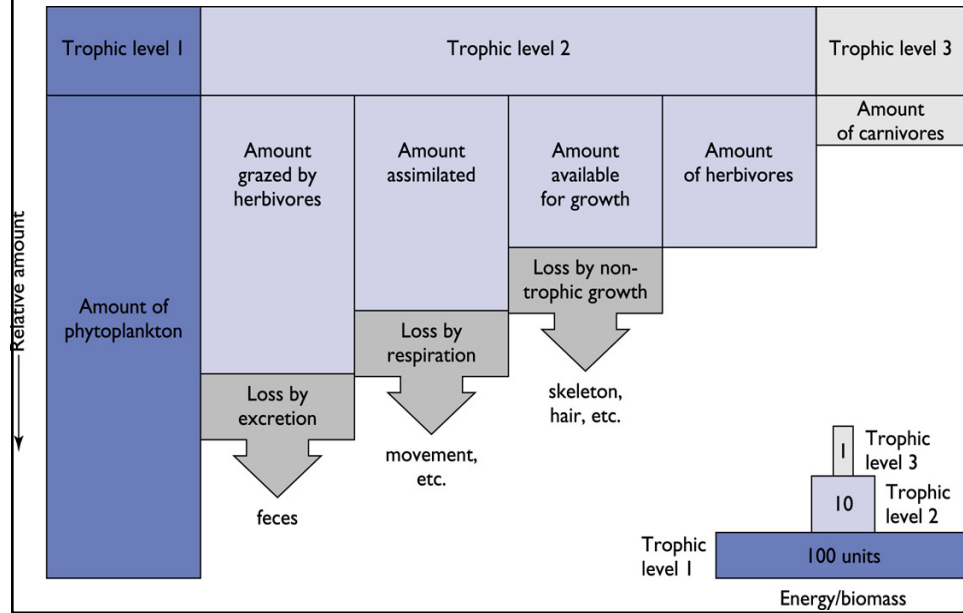 Trophic level 1
Trophic level 2
Trophic level 3
Relative amount
Amount of
phytoplankton
Amount
grazed by
herbivores
Loss by
excretion
feces
Amount
assimilated
Loss by
respiration
movement,
etc.
Amount
available
for growth
Loss by non-
trophic growth
skeleton,
hair, etc.
Amount
of herbivores
Amount
of carnivores
1
Trophic
level 3
10
Trophic
level 2
Trophic
level 1
100 units
Energy/biomass